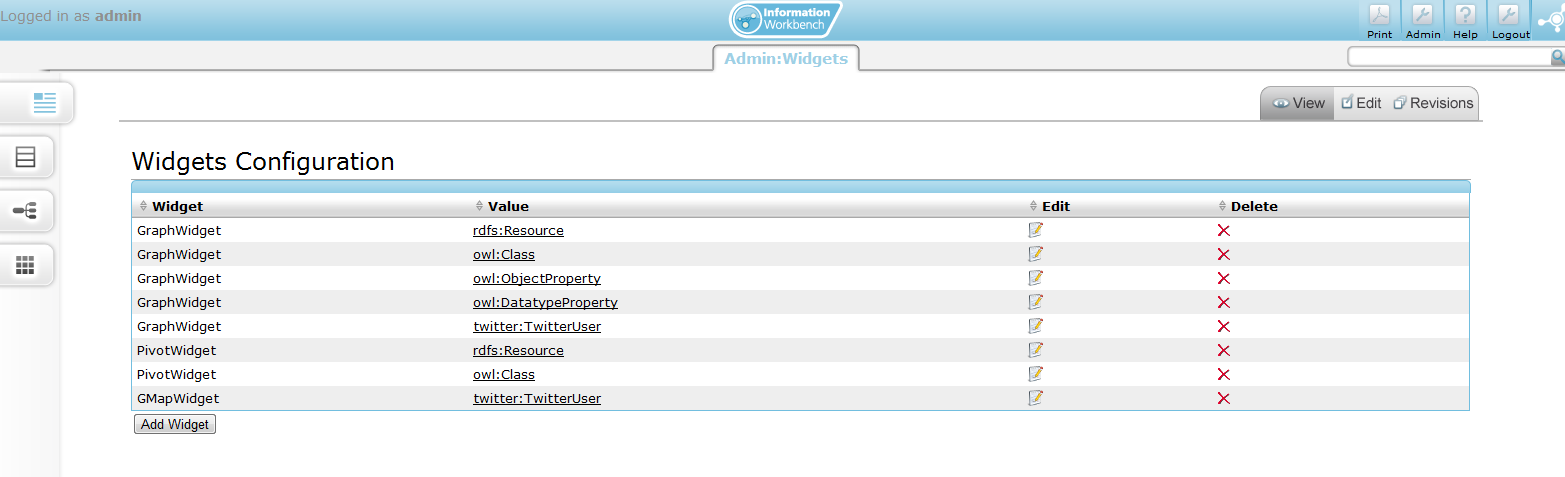 Logged in as admin
Information
Workbench
Print Admin Help Logout
Admin:Widgets
View Edit Revisions
Widgets Configuration
Widget Value Edit Delete
GraphWidget rdfs:Resource
GraphWidget owl:Class
GraphWidget owl:ObjectProperty
GraphWidget owl:DatatypeProperty
GraphWidget twitter:TwitterUser
PivotWidget rdfs:Resource
PivotWidget owl:Class
GMapWidget twitter:TwitterUser
Add Widget